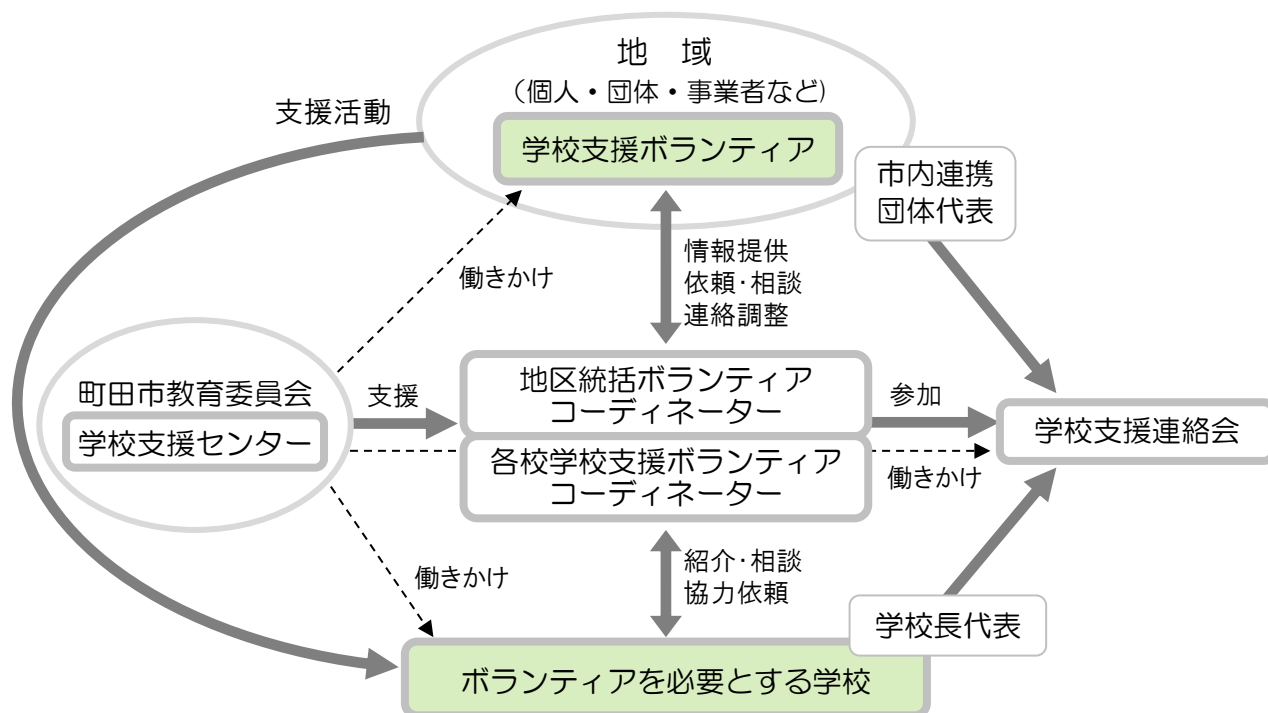 地　域
（個人・団体・事業者など）
学校支援ボランティア
支援活動
市内連携
団体代表
働きかけ
情報提供
依頼・相談
連絡調整
町田市教育委員会
学校支援センター
支援
地区統括ボランティア
コーディネーター
各校学校支援ボランティア
コーディネーター
参加
働きかけ
学校支援連絡会
働きかけ
紹介・相談
協力依頼
学校長代表
ボランティアを必要とする学校